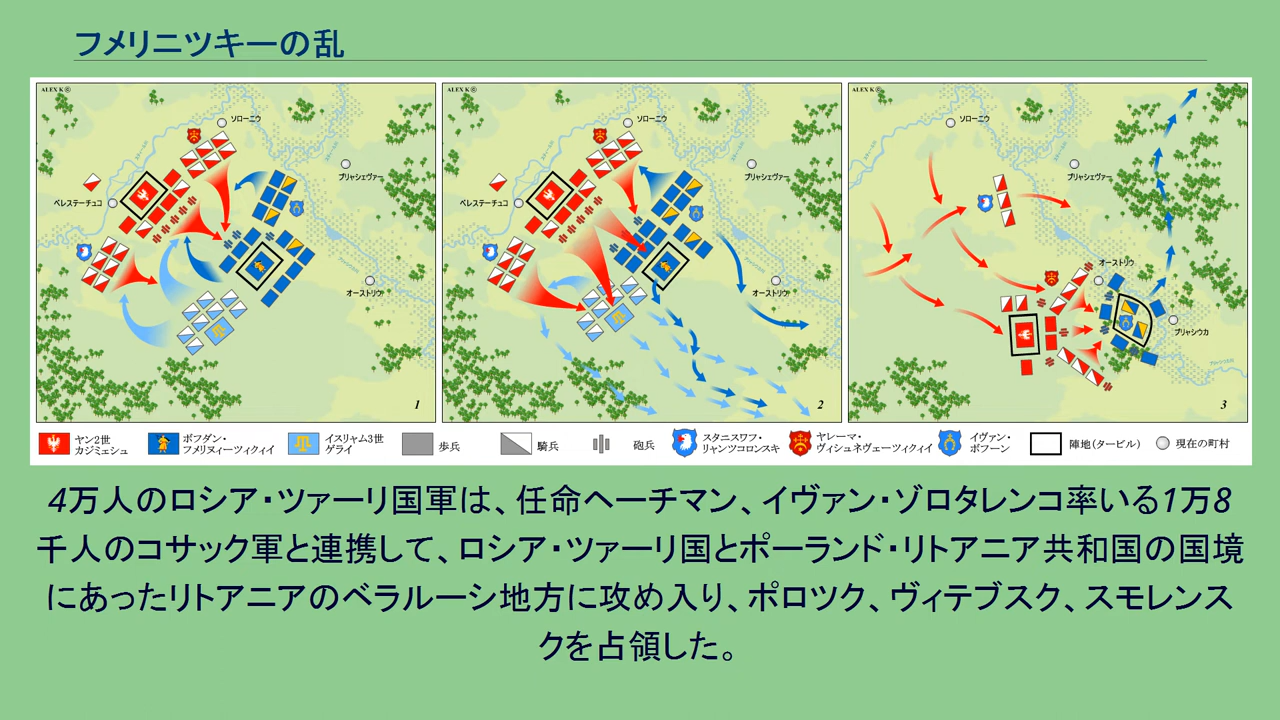 フメリニツキーの乱
ALEX K ©
ソローニウ
プリャシェヴァー
ベレステーチュコ
オーストリウ
1
ALEX K ©
ソローニウ
プリャシェヴァー
ベレステーチュコ
オーストリウ
2
ALEX K ©
ソローニウ
プリャシェヴァー
オーストリウ
プリャシウカ
3
ヤン2世
カジミェシュ
ボフダン・
フメリヌィーツィクィイ
イスリャム3世
ゲライ
歩兵
騎兵
砲兵
スタニスワフ・
リャンツコロンスキ
ヤレーマ・
ヴィシュネヴェーツィクィイ
イヴァン・
ボフーン
陣地(タービル)
現在の町村
4万人のロシア・ツァーリ国軍は、任命ヘーチマン、イヴァン・ゾロタレンコ率いる1万8
千人のコサック軍と連携して、ロシア・ツァーリ国とポーランド・リトアニア共和国の国境
にあったリトアニアのベラルーシ地方に攻め入り、ポロツク、ヴィテブスク、スモレンス
クを占領した。